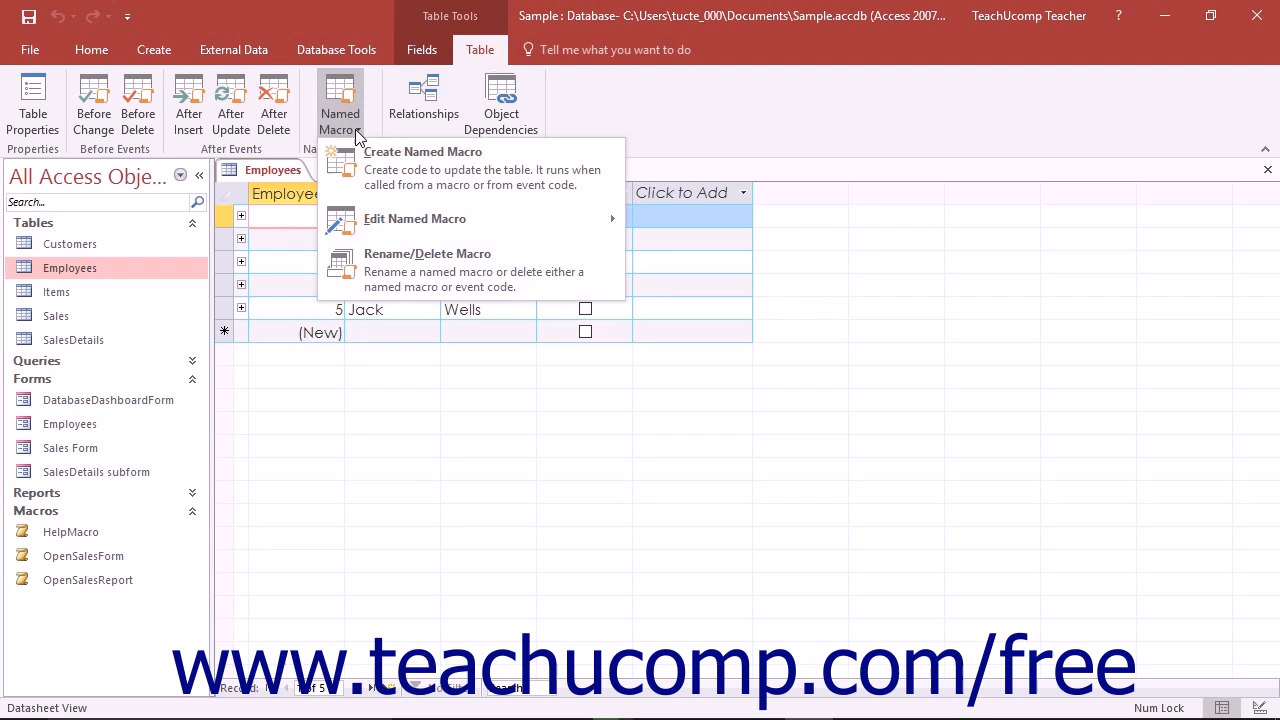 Table Tools
Sample : Database- C:\Users\tucte_000\Documents\Sample.accdb (Access 2007...
TeachUcomp Teacher
?
File
Home
Create
External Data
Database Tools
Fields
Table
Tell me what you want to do
Table Properties
Before Change
Before Delete
After Insert
After Update
After Delete
Named Macro
Relationships
Object Dependencies
Properties
Before Events
After Events
Create Named Macro
Create code to update the table. It runs when
called from a macro or from event code.
Edit Named Macro
Rename/Delete Macro
Rename a named macro or delete either a
named macro or event code.
All Access Obje...
Search...
Tables
Customers
Employees
Items
Sales
SalesDetails
Queries
Forms
DatabaseDashboardForm
Employees
Sales Form
SalesDetails subform
Reports
Macros
HelpMacro
OpenSalesForm
OpenSalesReport
Employees
Click to Add
5 Jack Wells
(New)
www.teachucomp.com/free
Record:
Datasheet View
Num Lock